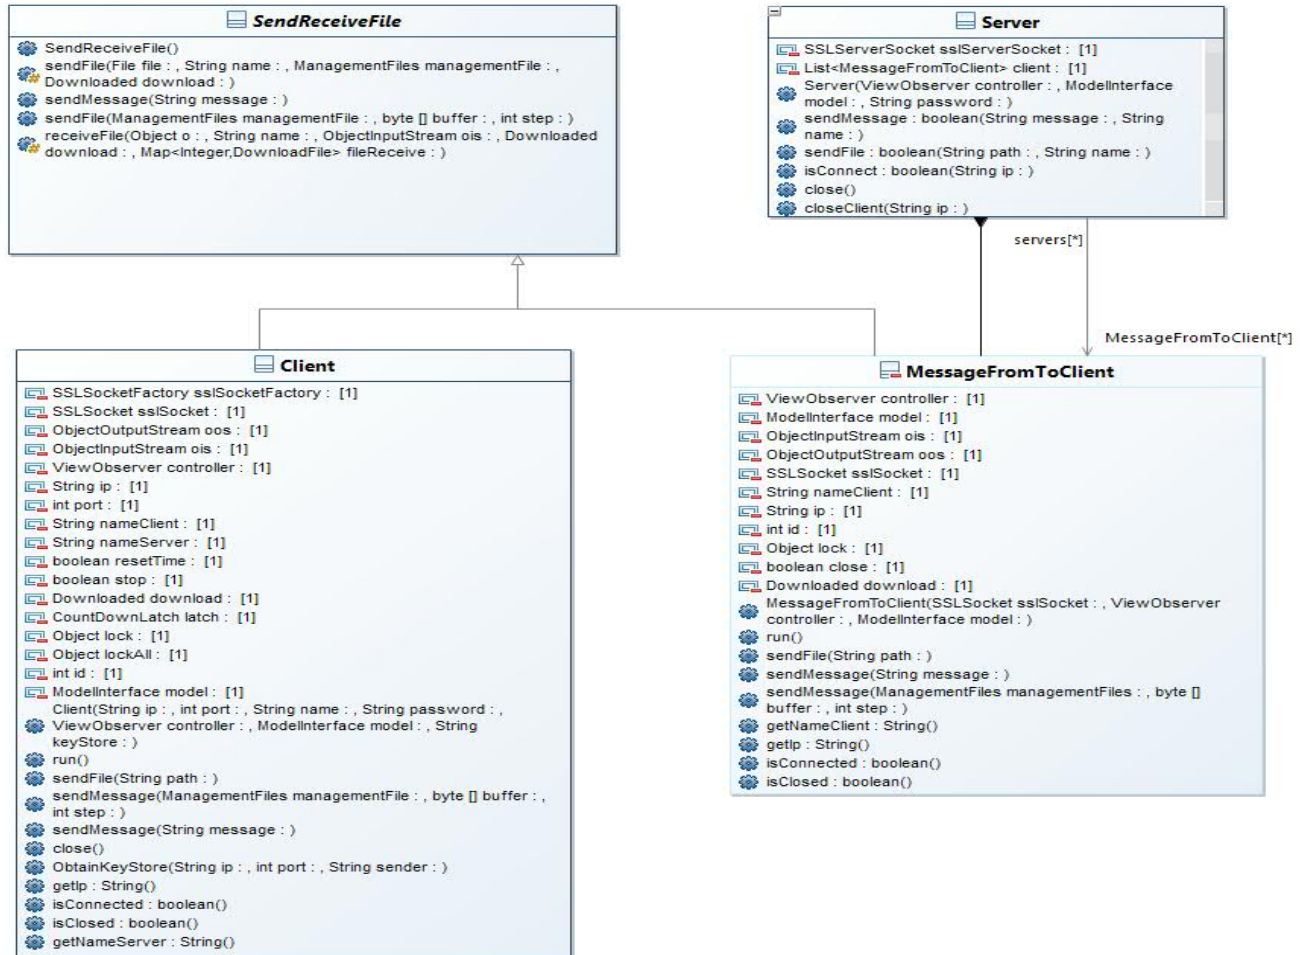 SendReceiveFile
SendReceiveFile()
sendFile(File file : , String name : , ManagementFiles managementFile : ,
Downloaded download : )
sendMessage(String message : )
sendFile(ManagementFiles managementFile : , byte [] buffer : , int step : )
receiveFile(Object o : , String name : , ObjectInputStream ois : , Downloaded
download : , Map<Integer,DownloadFile> fileReceive : )
Server
SSLServerSocket sslServerSocket : [1]
List<MessageFromToClient> client : [1]
Server(ViewObserver controller : , ModelInterface
model : , String password : )
sendMessage : boolean(String message : , String
name : )
sendFile : boolean(String path : , String name : )
isConnect : boolean(String ip : )
close()
closeClient(String ip : )
servers[*]
MessageFromToClient[*]
Client
SSLSocketFactory sslSocketFactory : [1]
SSLSocket sslSocket : [1]
ObjectOutputStream oos : [1]
ObjectInputStream ois : [1]
ViewObserver controller : [1]
String ip : [1]
int port : [1]
String nameClient : [1]
String nameServer : [1]
boolean resetTime : [1]
boolean stop : [1]
Downloaded download : [1]
CountDownLatch latch : [1]
Object lock : [1]
Object lockAll : [1]
int id : [1]
ModelInterface model : [1]
Client(String ip : , int port : , String name : , String password : ,
ViewObserver controller : , ModelInterface model : , String
keyStore : )
run()
sendFile(String path : )
sendMessage(ManagementFiles managementFile : , byte [] buffer : ,
int step : )
sendMessage(String message : )
close()
ObtainKeyStore(String ip : , int port : , String sender : )
getIp : String()
isConnected : boolean()
isClosed : boolean()
getNameServer : String()
MessageFromToClient
ViewObserver controller : [1]
ModelInterface model : [1]
ObjectInputStream ois : [1]
ObjectOutputStream oos : [1]
SSLSocket sslSocket : [1]
String nameClient : [1]
String ip : [1]
int id : [1]
Object lock : [1]
boolean close : [1]
Downloaded download : [1]
MessageFromToClient(SSLSocket sslSocket : , ViewObserver
controller : , ModelInterface model : )
run()
sendFile(String path : )
sendMessage(String message : )
sendMessage(ManagementFiles managementFiles : , byte []
buffer : , int step : )
getNameClient : String()
getIp : String()
isConnected : boolean()
isClosed : boolean()